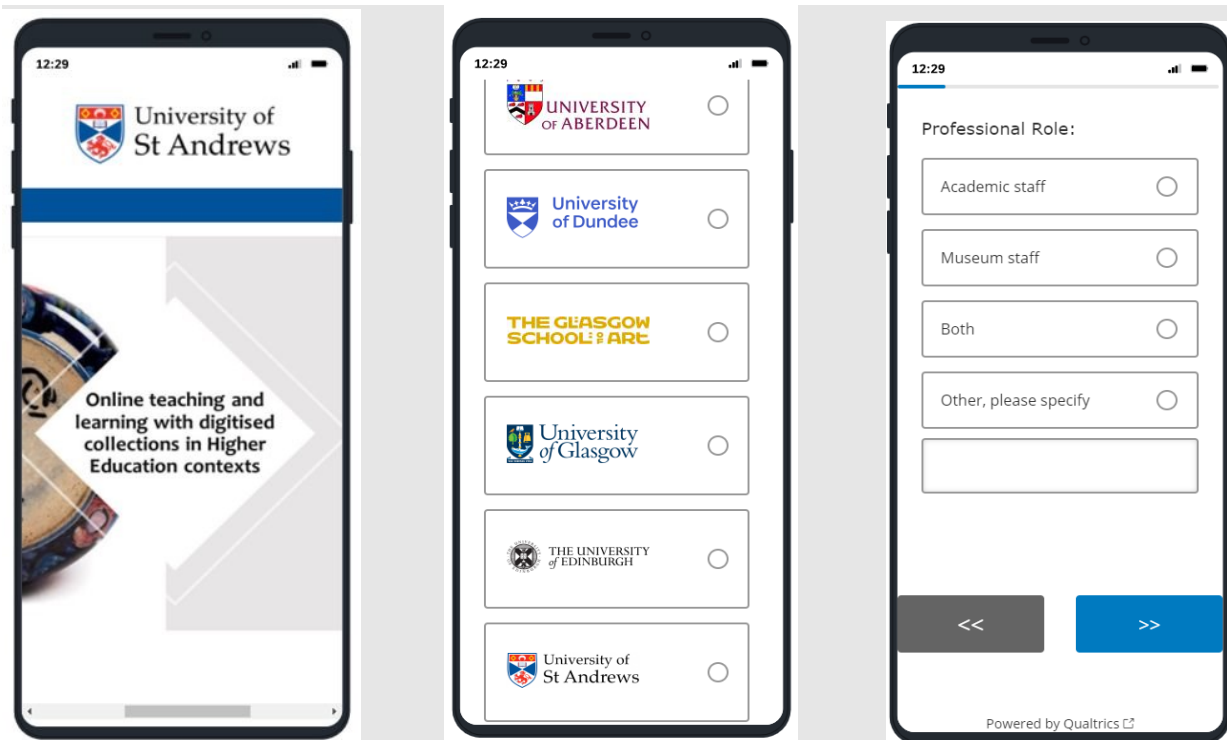 12:29
University of
St Andrews
Online teaching and
learning with digitised
collections in Higher
Education contexts
12:29
UNIVERSITY
OF ABERDEEN
University
of Dundee
THE GLASGOW
SCHOOL OF ART
University
of Glasgow
THE UNIVERSITY
of EDINBURGH
University of
St Andrews
12:29
Professional Role:
Academic staff
Museum staff
Both
Other, please specify
<< >>
Powered by Qualtrics